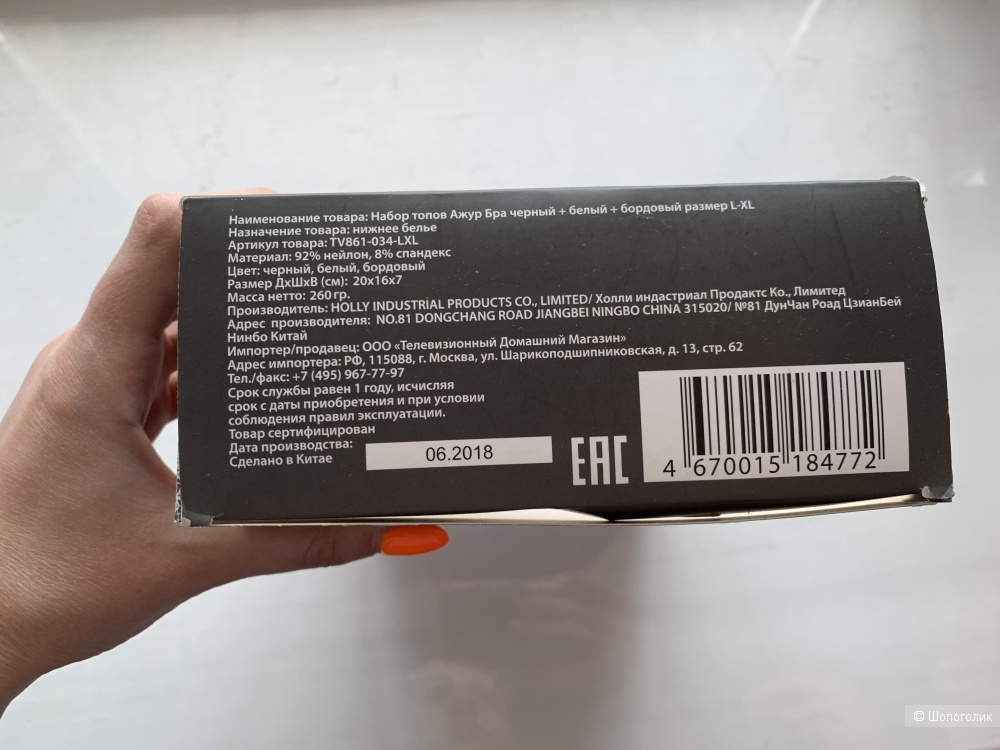 Наименование товара: Набор топов Ажур Бра черный + белый + бордовый размер L-XL
Назначение товара: нижнее белье
Артикул товара: TV861-034-LXL
Материал: 92% нейлон, 8% спандекс
Цвет: черный, белый, бордовый
Размер ДхШхВ (см): 20х16х7
Масса нетто: 260 гр.
Производитель: HOLLY INDUSTRIAL PRODUCTS CO., LIMITED/ Холли индастриал Продактс Ко., Лимитед
Адрес производителя: NO.81 DONGCHANG ROAD JIANGBEI NINGBO CHINA 315020/ №81 ДунЧан Роад ЦзианБей
Нинбо Китай
Импортер/продавец: ООО «Телевизионный Домашний Магазин»
Адрес импортера: РФ, 115088, г. Москва, ул. Шарикоподшипниковская, д. 13, стр. 62
Тел./факс: +7 (495) 967-77-97
Срок службы равен 1 году, исчисляя
срок с даты приобретения и при условии
соблюдения правил эксплуатации.
Товар сертифицирован
Дата производства: 06.2018
Сделано в Китае
EAC
4 670015 184772
© Шопоголик